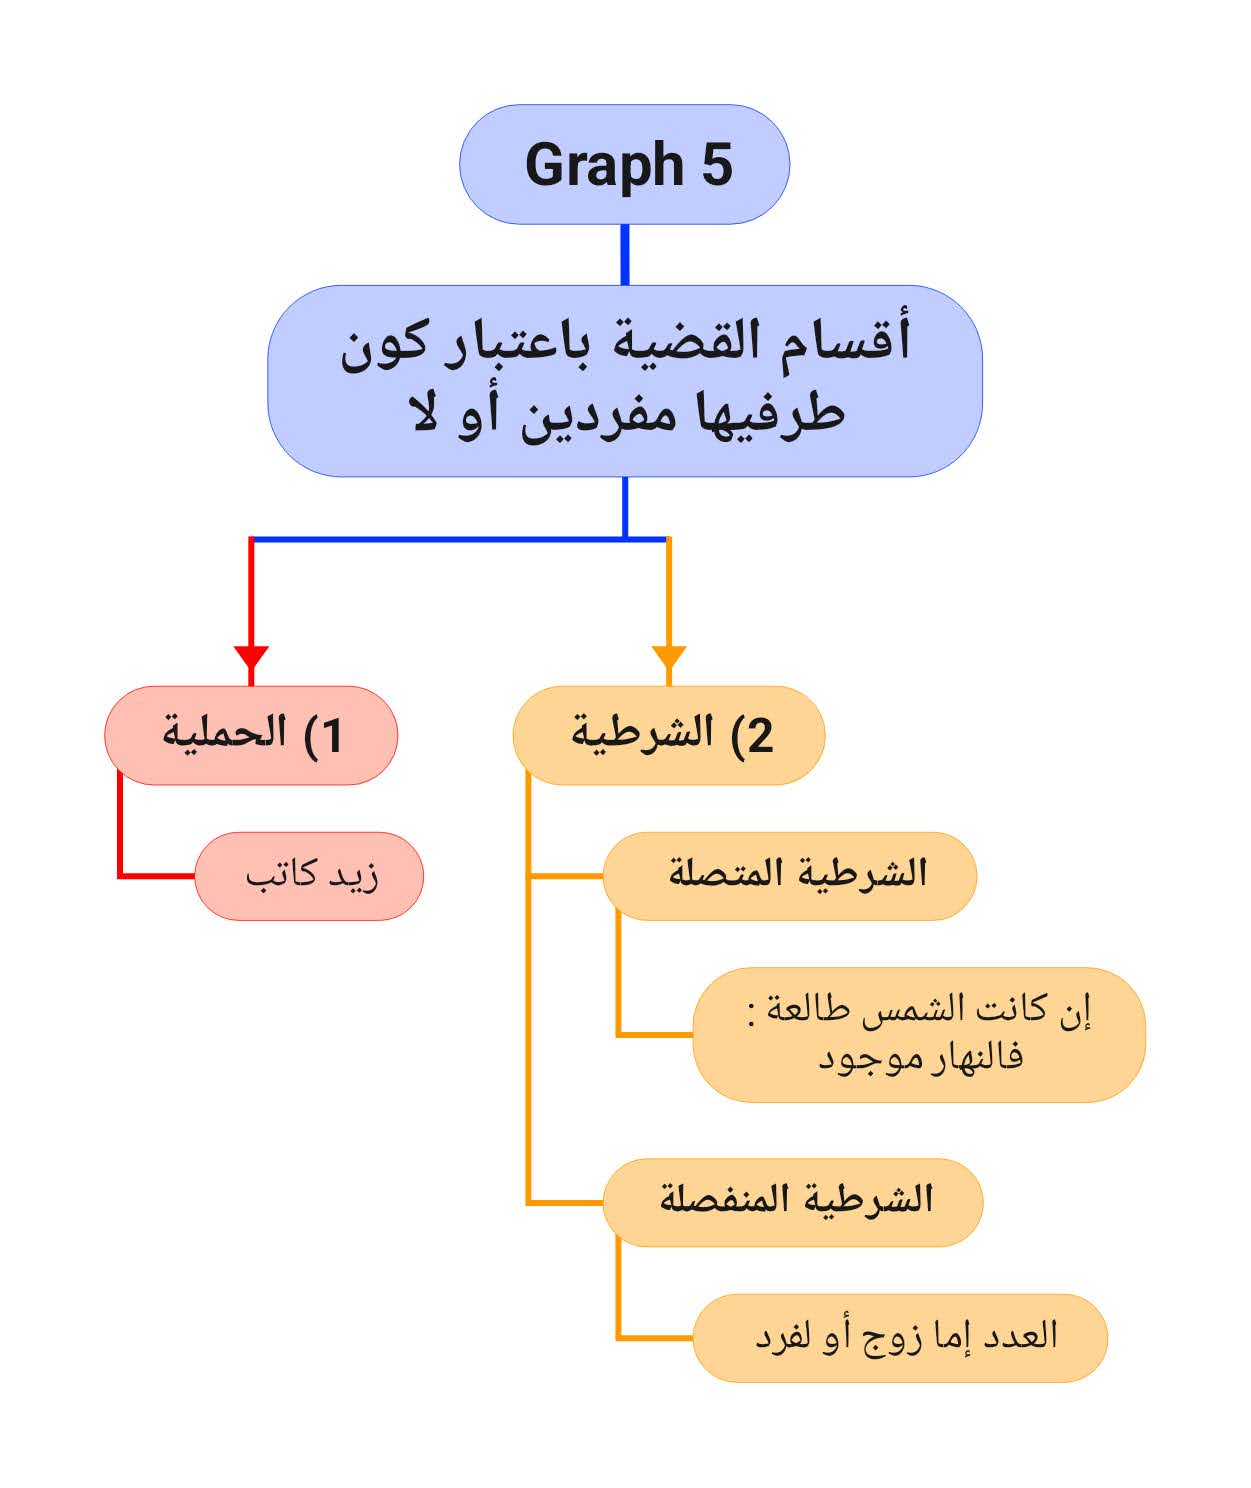 Graph 5
أقسام القضية باعتبار كون
طرفيها مفردين أو لا
1) الحملية
زيد كاتب
2) الشرطية
الشرطية المتصلة
إن كانت الشمس طالعة :
فالنهار موجود
الشرطية المنفصلة
العدد إما زوج أو لفرد